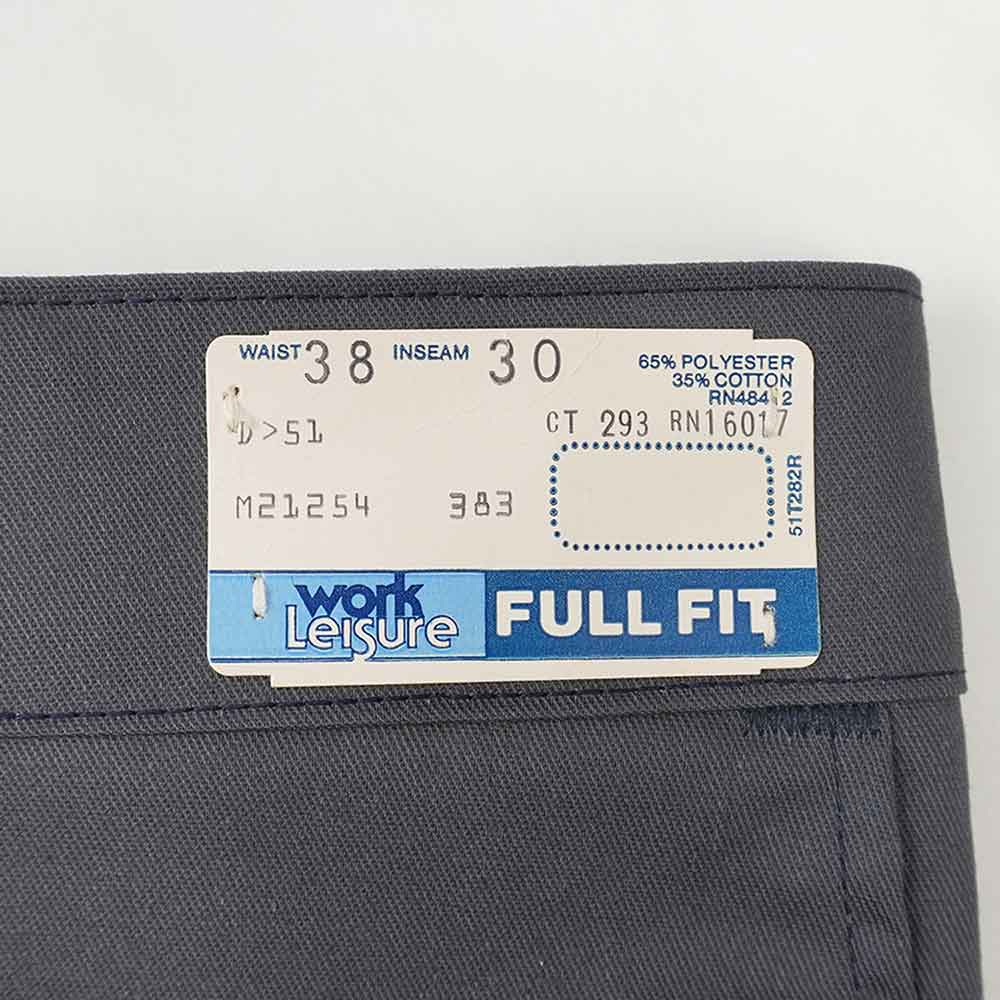 WAIST 38 INSEAM 30
65% POLYESTER
35% COTTON
RN48412
D>51
CT 293 RN16017
M21254 383
51T282R
work
Leisure
FULL FIT